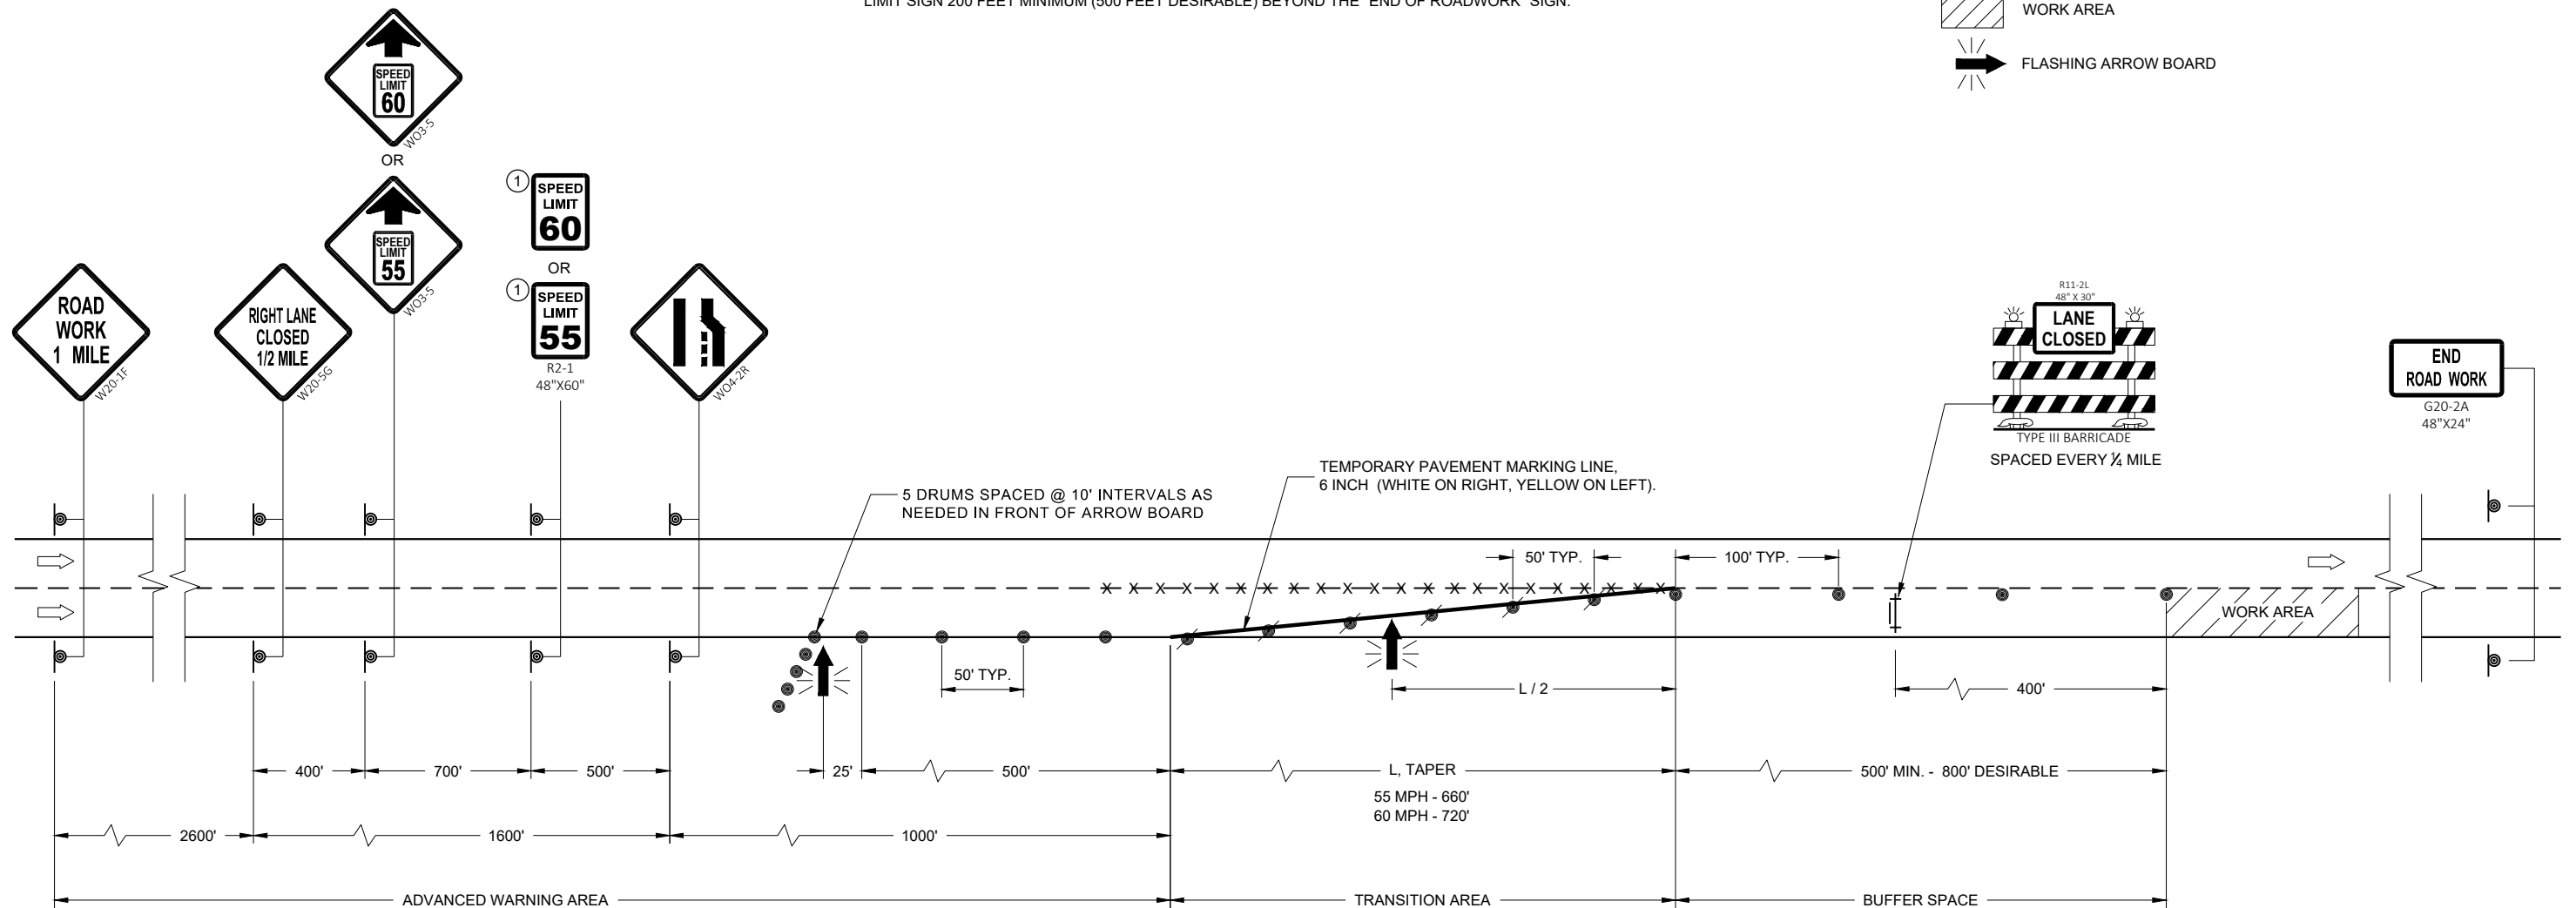 LIMIT SIGN 200 FEET MINIMUM (500 FEET DESIRABLE) BEYOND THE "END OF ROADWORK" SIGN.
WORK AREA
FLASHING ARROW BOARD
SPEED
LIMIT
60
WO3-5
OR
SPEED
LIMIT
55
WO3-5
1
SPEED
LIMIT
60
OR
1
SPEED
LIMIT
55
R2-1
48"X60"
ROAD
WORK
1 MILE
W20-1F
RIGHT LANE
CLOSED
1/2 MILE
W20-5G
WO4-2R
R11-2L
48" X 30"
LANE
CLOSED
TYPE III BARRICADE
SPACED EVERY ¼ MILE
END
ROAD WORK
G20-2A
48"X24"
5 DRUMS SPACED @ 10' INTERVALS AS
NEEDED IN FRONT OF ARROW BOARD
TEMPORARY PAVEMENT MARKING LINE,
6 INCH (WHITE ON RIGHT, YELLOW ON LEFT).
50' TYP.
100' TYP.
X X X X X X X X X X X X X X X X X X X X X X
WORK AREA
50' TYP.
L / 2
400'
400'
700'
500'
25'
500'
L, TAPER
55 MPH - 660'
60 MPH - 720'
500' MIN. - 800' DESIRABLE
2600'
1600'
1000'
ADVANCED WARNING AREA
TRANSITION AREA
BUFFER SPACE